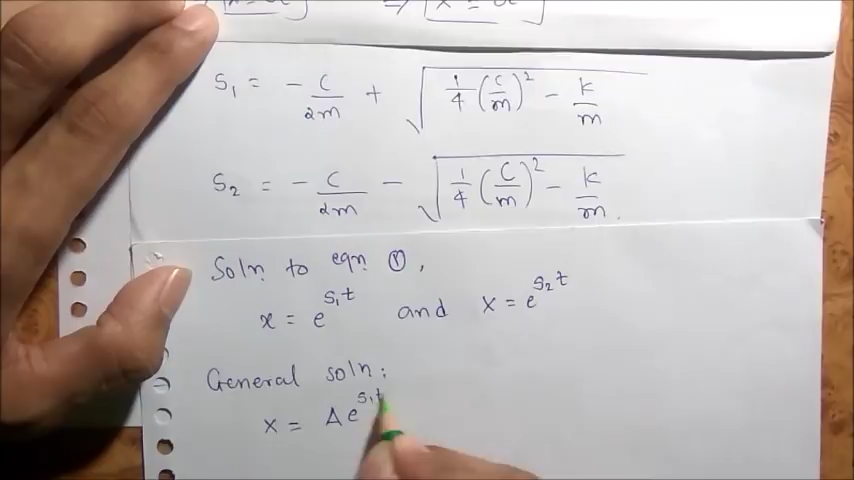 S₁ = - C/2m + √(1/4 (C/m)² - k/m)
S₂ = - C/2m - √(1/4 (C/m)² - k/m).
Soln to eqn ①,
x = e^{S₁t} and x = e^{S₂t}
General soln:
x = A e^{S₁t}